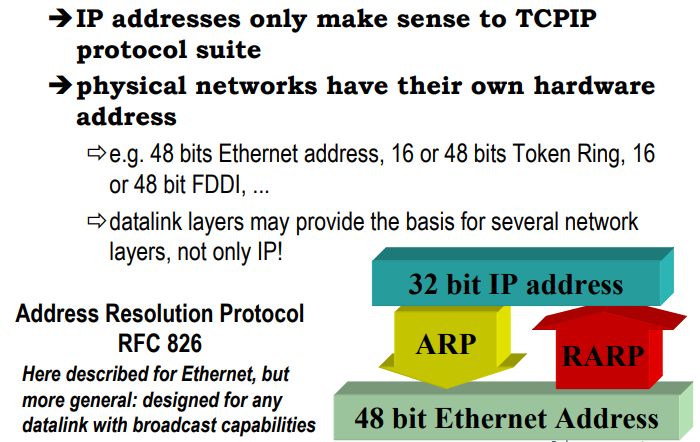 ➔IP addresses only make sense to TCPIP
protocol suite
➔physical networks have their own hardware
address
⇨e.g. 48 bits Ethernet address, 16 or 48 bits Token Ring, 16
or 48 bit FDDI, ...
⇨datalink layers may provide the basis for several network
layers, not only IP!
32 bit IP address
Address Resolution Protocol
RFC 826
ARP
RARP
Here described for Ethernet, but
more general: designed for any
datalink with broadcast capabilities
48 bit Ethernet Address